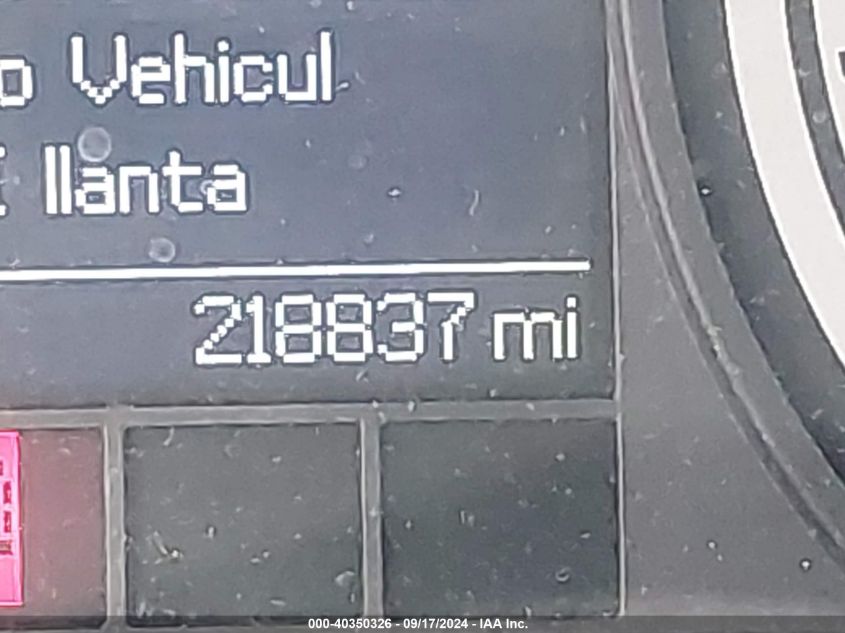 o Vehicul
llanta
218837 mi
000-40350326 - 09/17/2024 - IAA Inc.